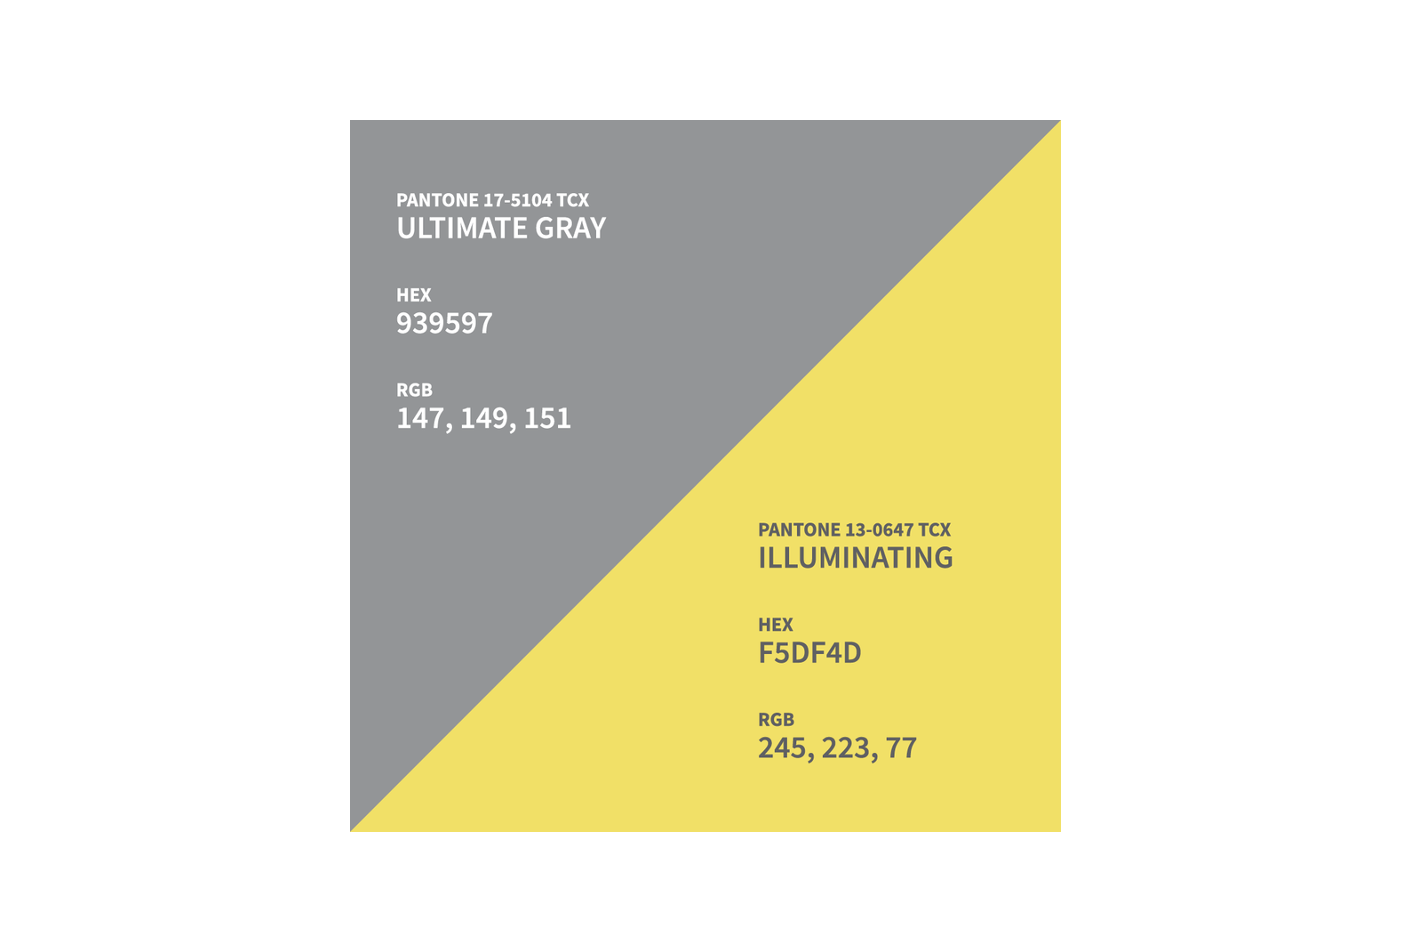 PANTONE 17-5104 TCX
ULTIMATE GRAY
HEX
939597
RGB
147, 149, 151
PANTONE 13-0647 TCX
ILLUMINATING
HEX
F5DF4D
RGB
245, 223, 77